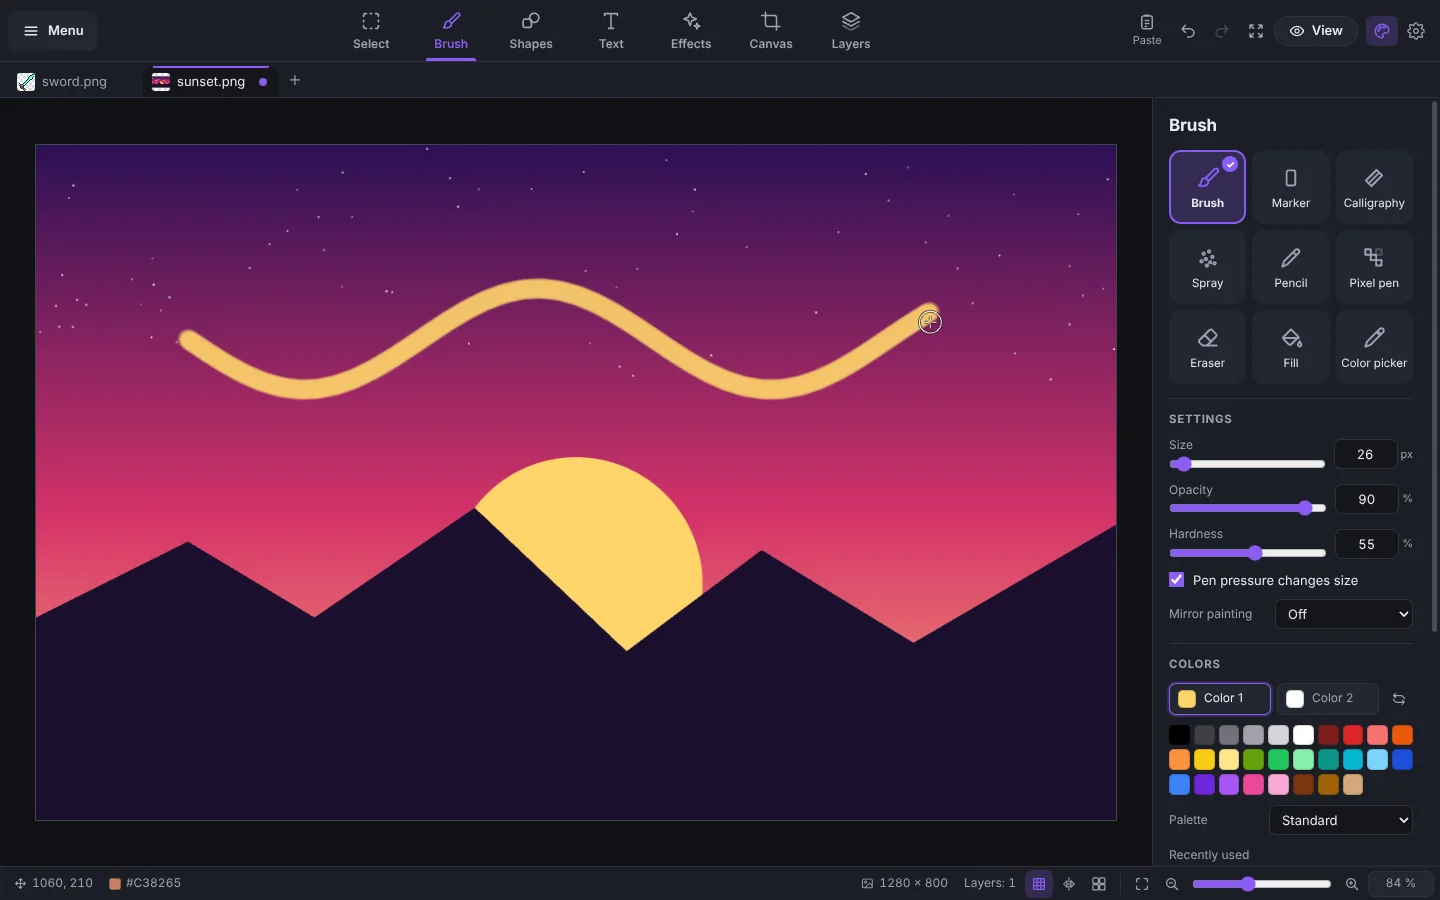 Menu
Select
Brush
Shapes
Text
Effects
Canvas
Layers
Paste
View
sword.png
sunset.png
Brush
Brush
Marker
Calligraphy
Spray
Pencil
Pixel pen
Eraser
Fill
Color picker
SETTINGS
Size
26 px
Opacity
90 %
Hardness
55 %
Pen pressure changes size
Mirror painting
Off
COLORS
Color 1
Color 2
Palette
Standard
Recently used
1060, 210
#C38265
1280 × 800
Layers: 1
84 %